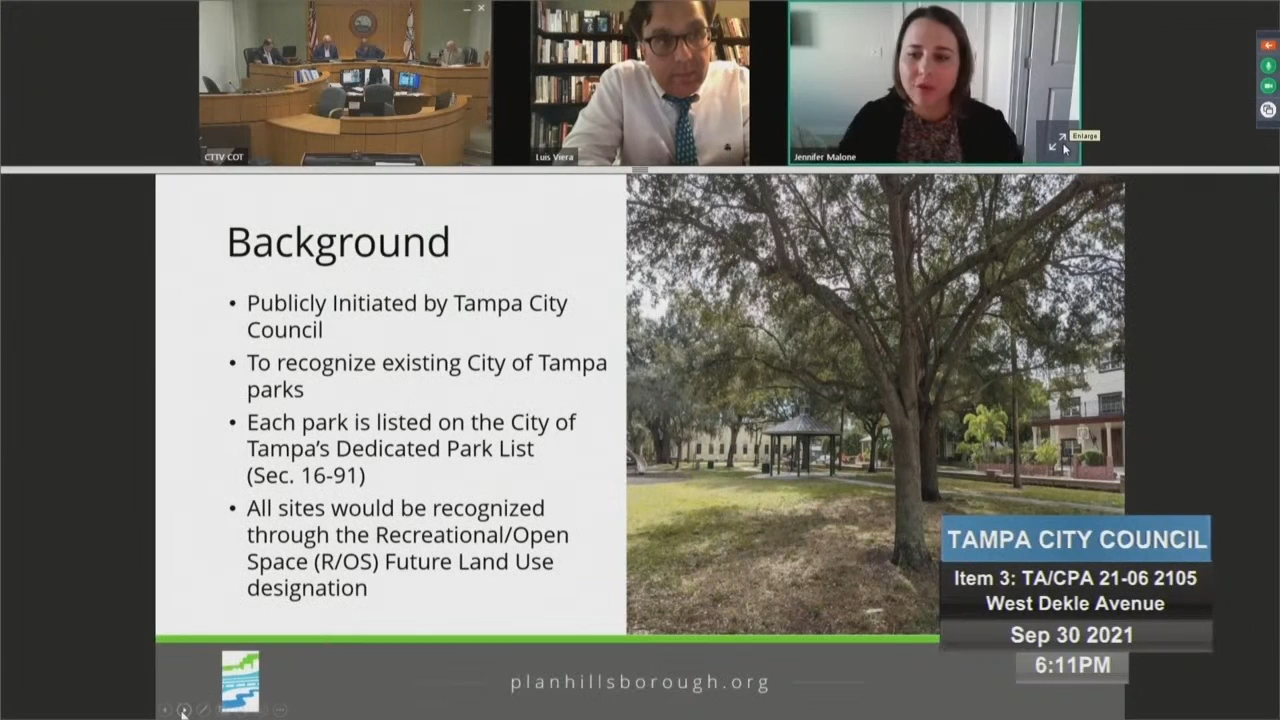 CTTV COT
Luis Viera
Jennifer Malone
Enlarge
Background
• Publicly Initiated by Tampa City
Council
• To recognize existing City of Tampa
parks
• Each park is listed on the City of
Tampa's Dedicated Park List
(Sec. 16-91)
• All sites would be recognized
through the Recreational/Open
Space (R/OS) Future Land Use
designation
planhillsborough.org
TAMPA CITY COUNCIL
Item 3: TA/CPA 21-06 2105
West Dekle Avenue
Sep 30 2021
6:11PM